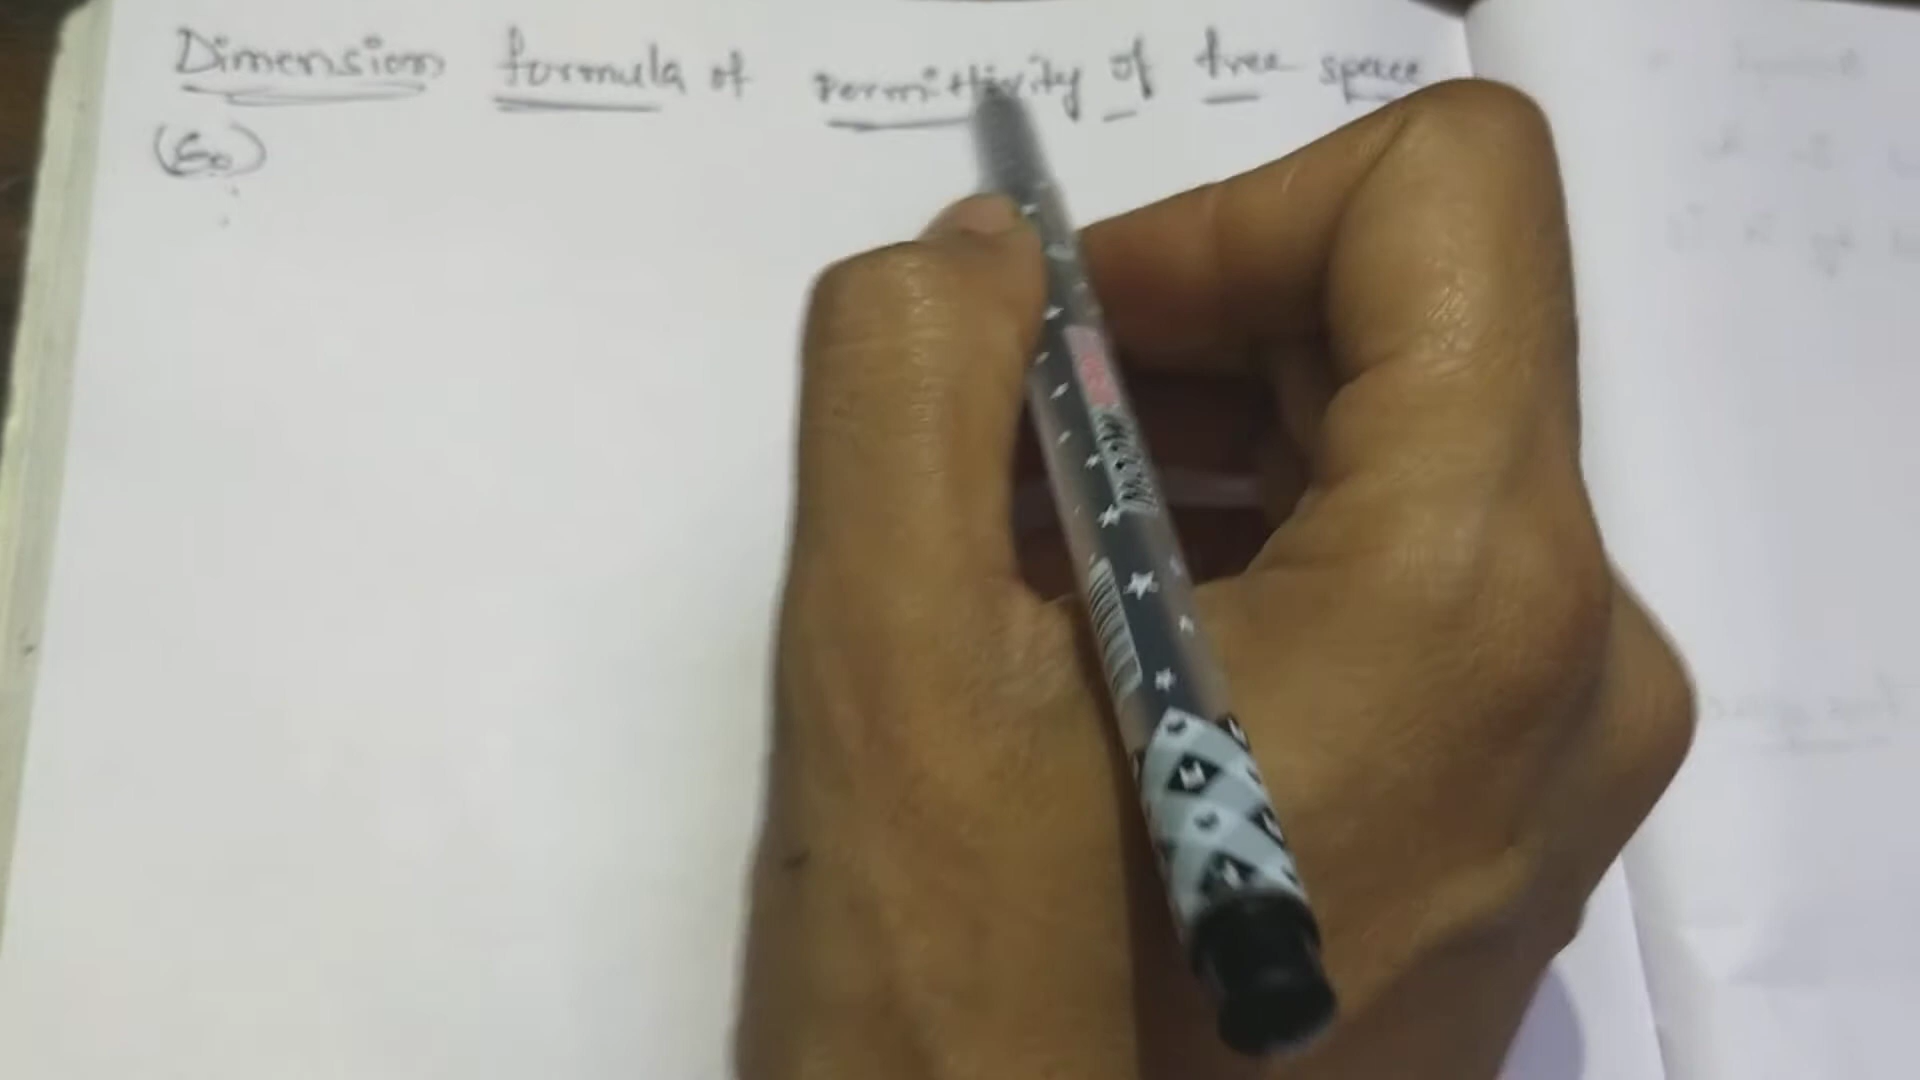 Dimension formula of permittivity of free space
(ε₀)